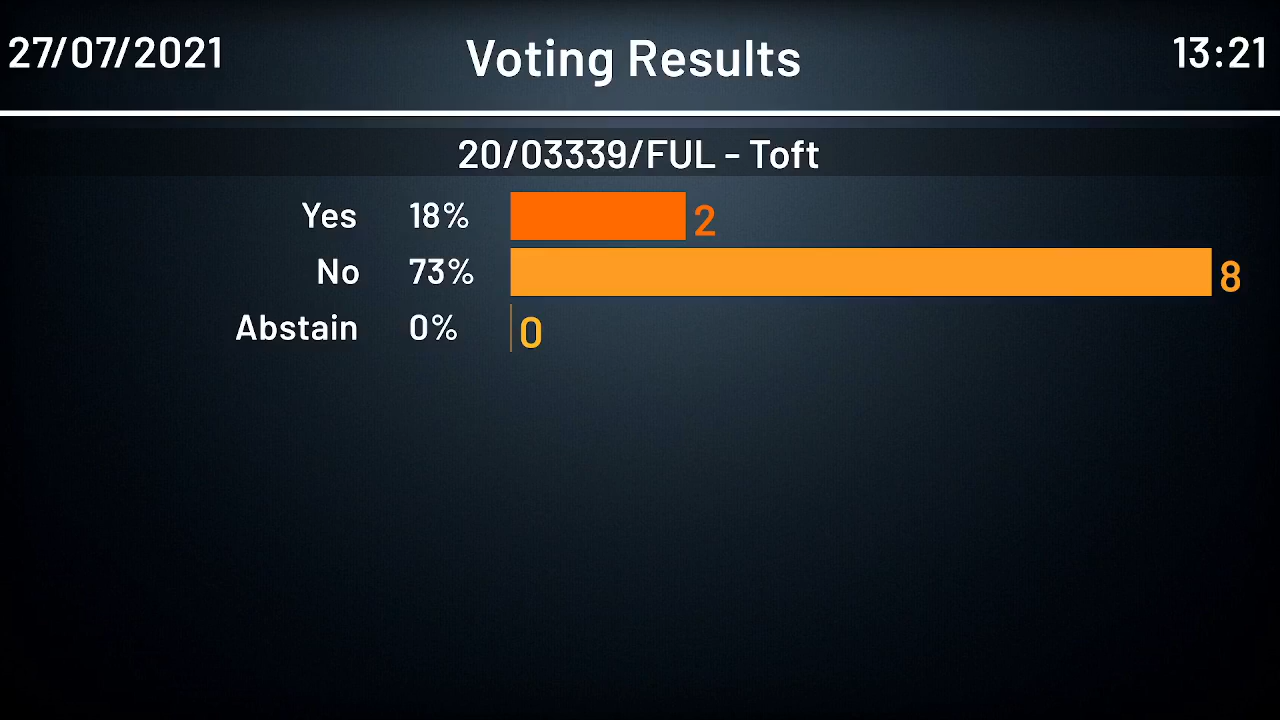 27/07/2021 Voting Results 13:21
20/03339/FUL - Toft
Yes 18% 2
No 73% 8
Abstain 0% 0